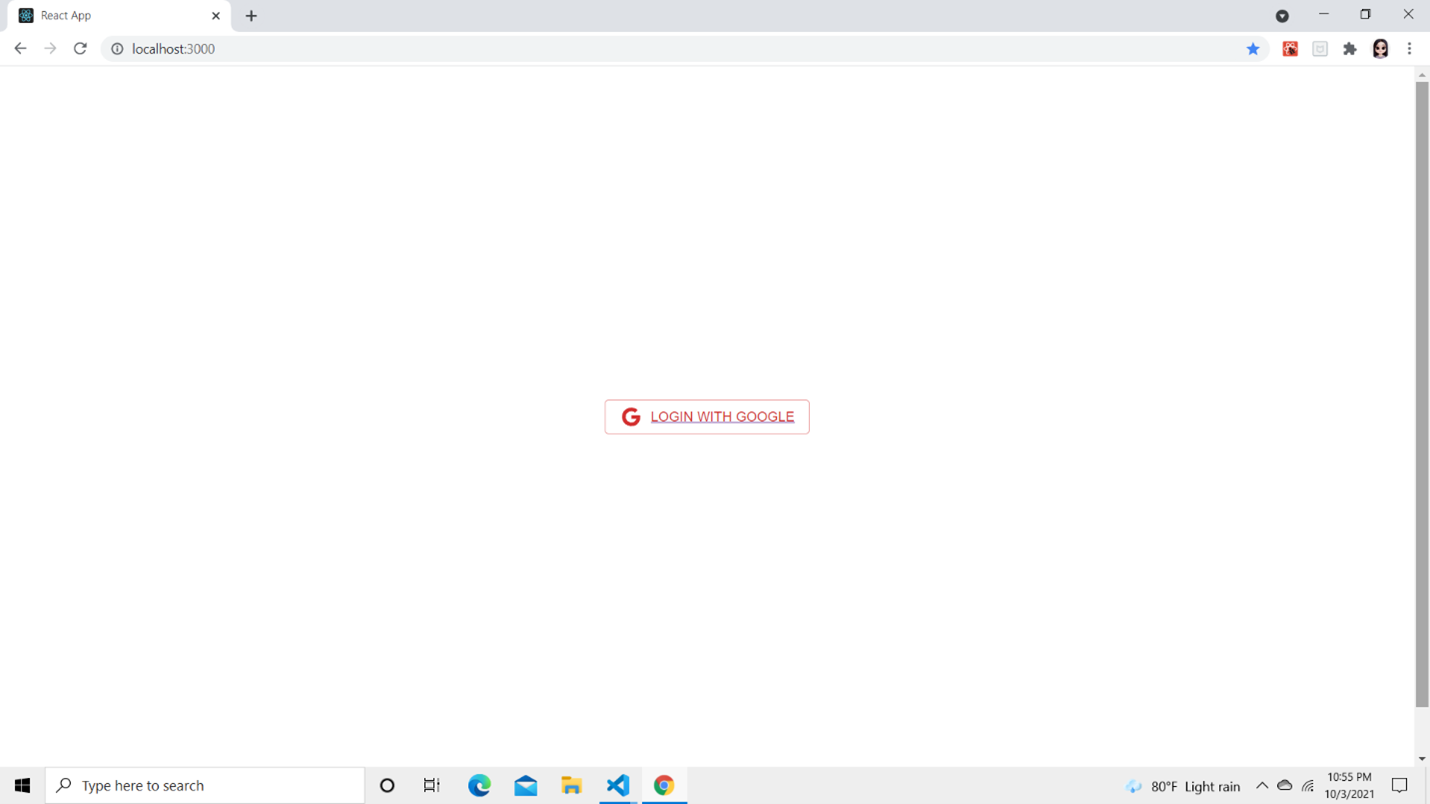 React App
localhost:3000
LOGIN WITH GOOGLE
Type here to search
80°F Light rain
10:55 PM
10/3/2021